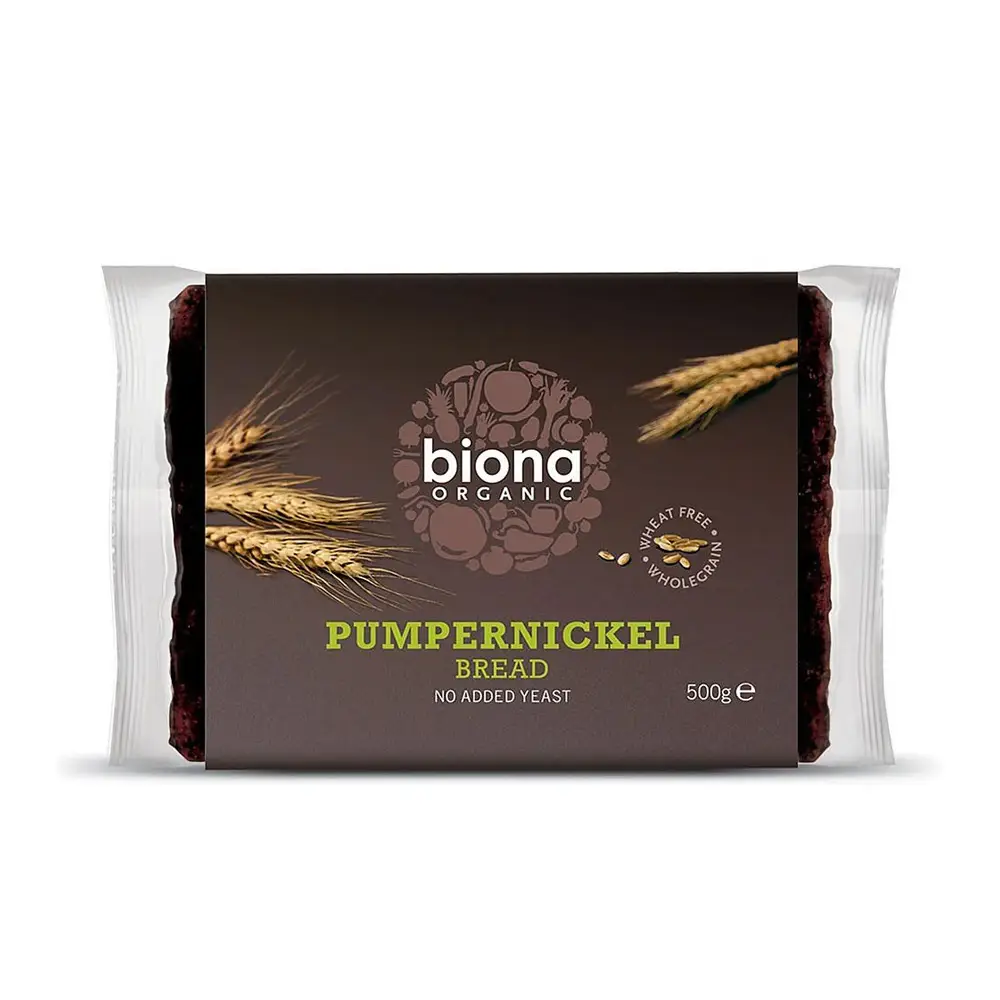 biona
ORGANIC
• WHEAT FREE •
WHOLEGRAIN
PUMPERNICKEL
BREAD
NO ADDED YEAST
500g ℮